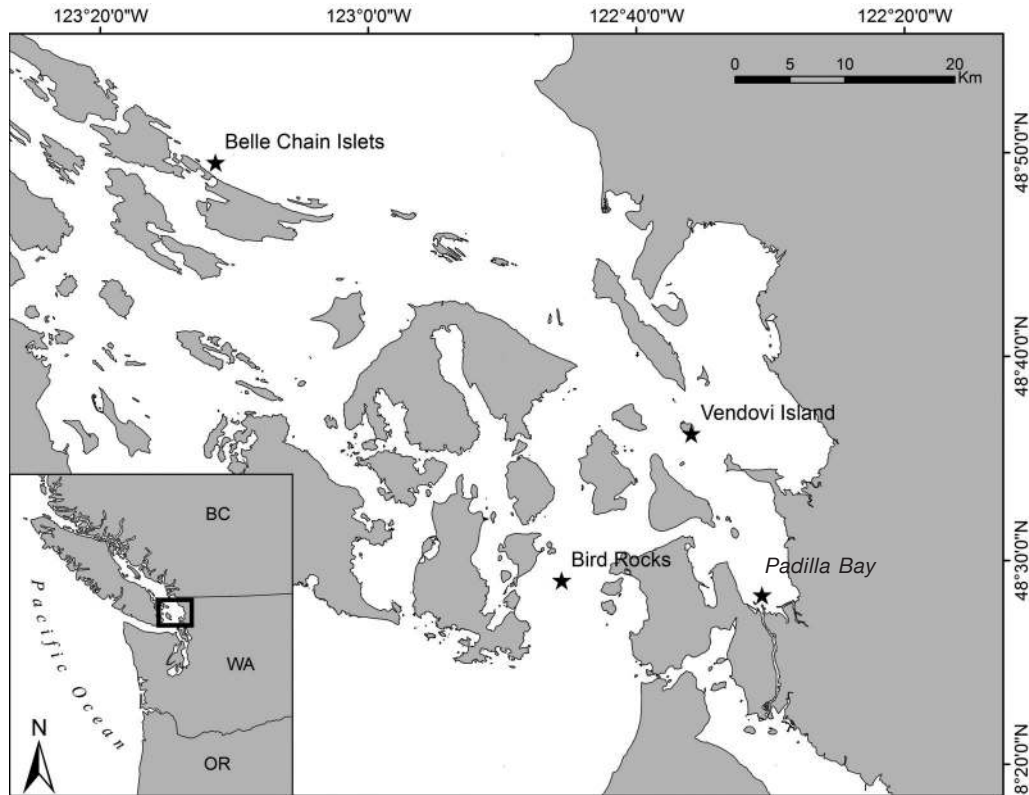 123°20'0"W 123°0'0"W 122°40'0"W 122°20'0"W
0 5 10 20
Km
48°50'0"N
Belle Chain Islets
48°40'0"N
Vendovi Island
BC
48°30'0"N
Bird Rocks
Padilla Bay
Pacific Ocean
WA
N
OR
8°20'0"N